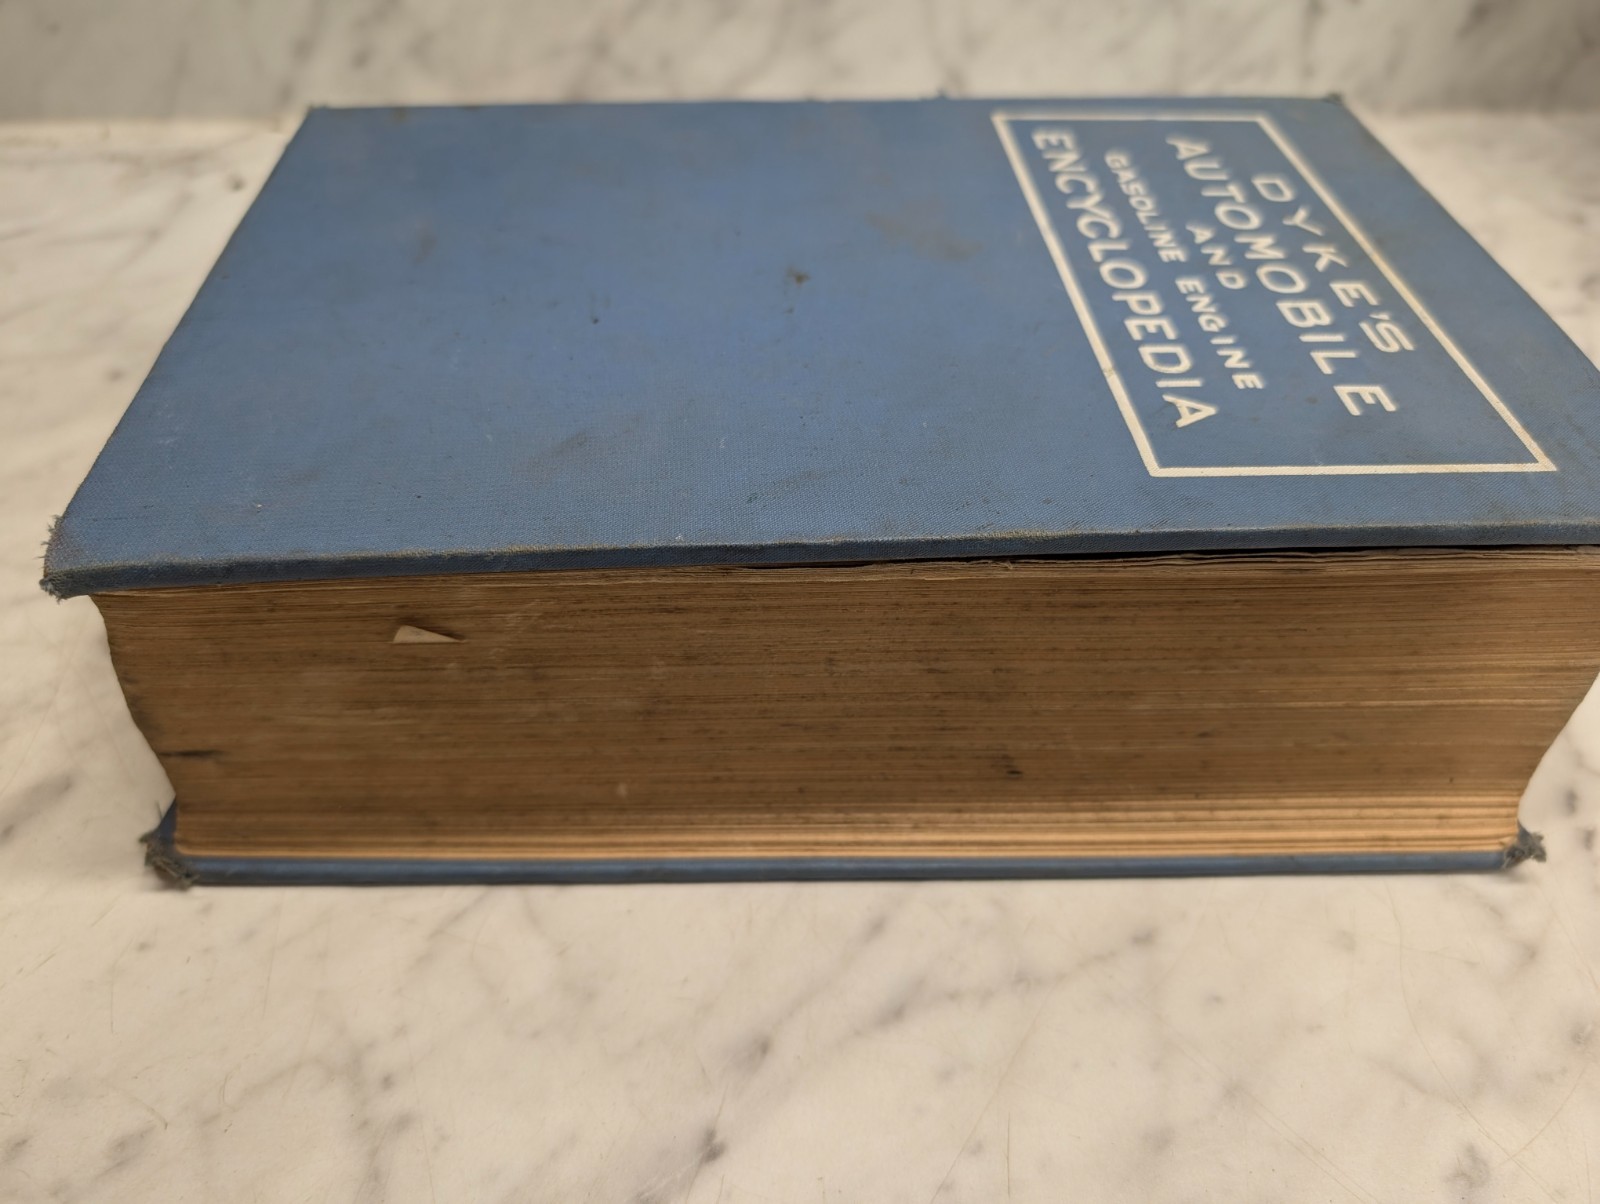 DYKE'S
AUTOMOBILE
AND
GASOLINE ENGINE
ENCYCLOPEDIA